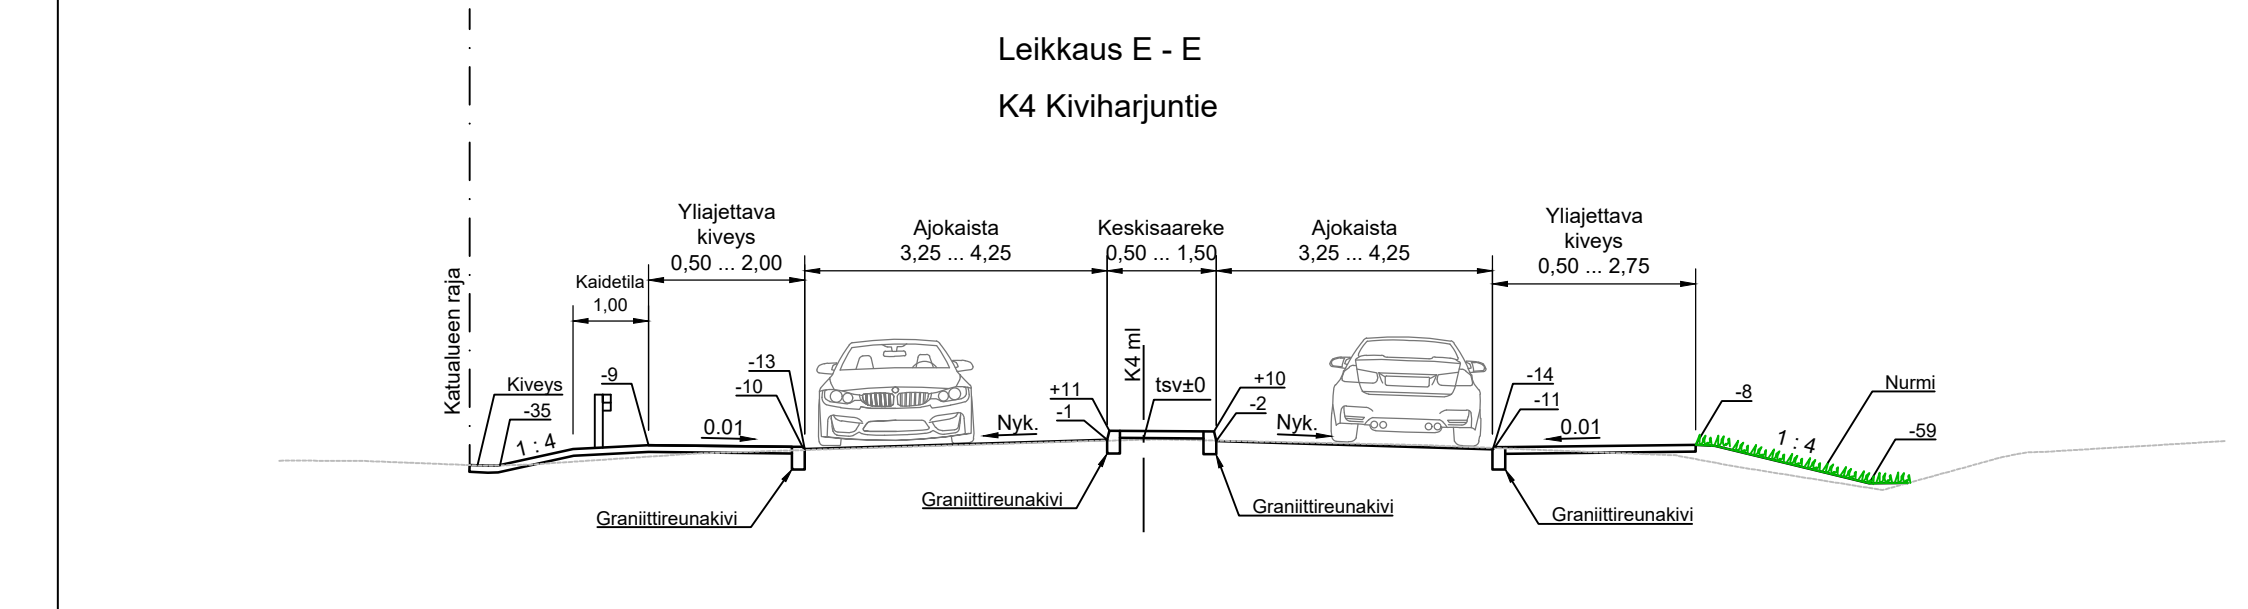 Leikkaus E - E
K4 Kiviharjuntie
Yliajettava
kiveys
0,50 ... 2,00
Ajokaista
3,25 ... 4,25
Keskisaareke
0,50 ... 1,50
Ajokaista
3,25 ... 4,25
Yliajettava
kiveys
0,50 ... 2,75
Kaidetila
1,00
Katualueen raja
Kiveys
-35
1 : 4
-9
0.01
-13
-10
Nyk.
+11
-1
K4 ml
tsv±0
+10
-2
Nyk.
-14
-11
0.01
-8
1 : 4
Nurmi
-59
Graniittireunakivi
Graniittireunakivi
Graniittireunakivi
Graniittireunakivi